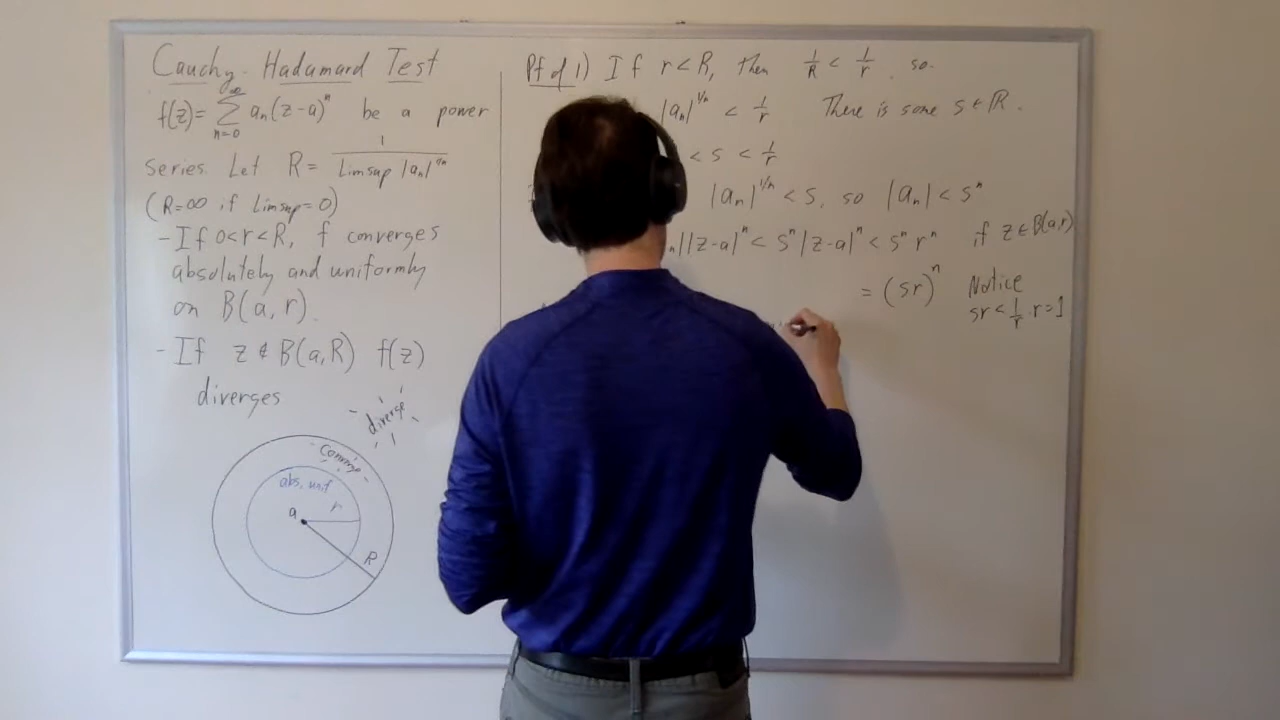 Cauchy-Hadamard Test
f(z)= ∑_{n=0}^{∞} aₙ(z-a)ⁿ be a power
series. Let R = 1/(Limsup |aₙ|^{1/n})
(R=∞ if Limsup=0)
-If 0<r<R, f converges
absolutely and uniformly
on B(a,r).
-If z ∉ B(a,R) f(z)
diverges
diverge
Converge
abs, unif
r
a
R
Pf of 1) If r<R, then 1/R < 1/r so
|aₙ|^{1/n} < 1/r There is some s∈ℝ.
< s < 1/r
|aₙ|^{1/n} < s, so |aₙ| < sⁿ
ₙ||z-a|ⁿ < sⁿ|z-a|ⁿ < sⁿrⁿ if z∈B(a,r)
= (sr)ⁿ Notice
sr < 1/r · r = 1